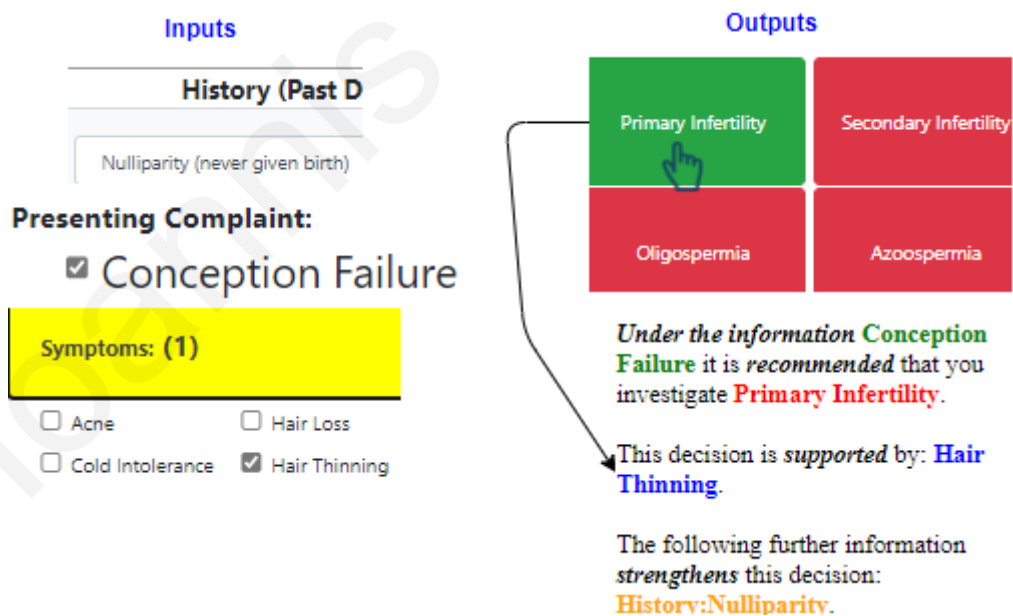 Inputs
History (Past D
Nulliparity (never given birth)
Presenting Complaint:
Conception Failure
Symptoms: (1)
Acne
Hair Loss
Cold Intolerance
Hair Thinning
Outputs
Primary Infertility
Secondary Infertility
Oligospermia
Azoospermia
Under the information Conception
Failure it is recommended that you
investigate Primary Infertility.
This decision is supported by: Hair
Thinning.
The following further information
strengthens this decision:
History:Nulliparity.